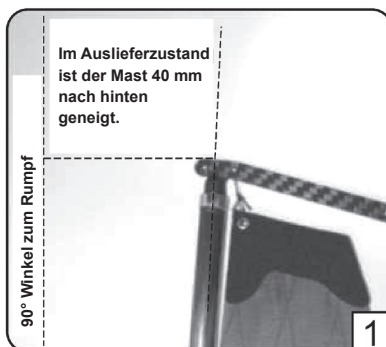 Im Auslieferzustand
ist der Mast 40 mm
nach hinten
geneigt.
90° Winkel zum Rumpf
1